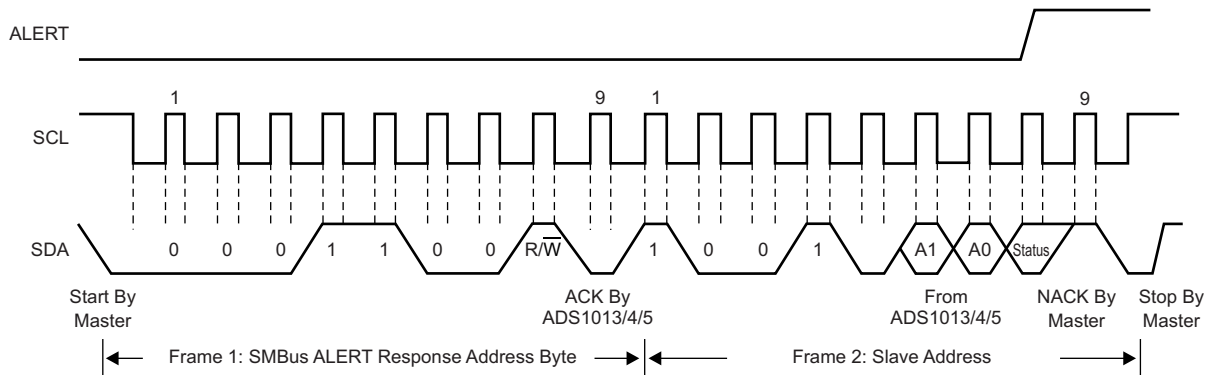 ALERT
1 9 1 9
SCL
SDA
0 0 0 1 1 0 0 R/W 1 0 0 1 A1 A0 Status
Start By
Master
ACK By
ADS1013/4/5
From
ADS1013/4/5
NACK By
Master
Stop By
Master
Frame 1: SMBus ALERT Response Address Byte
Frame 2: Slave Address